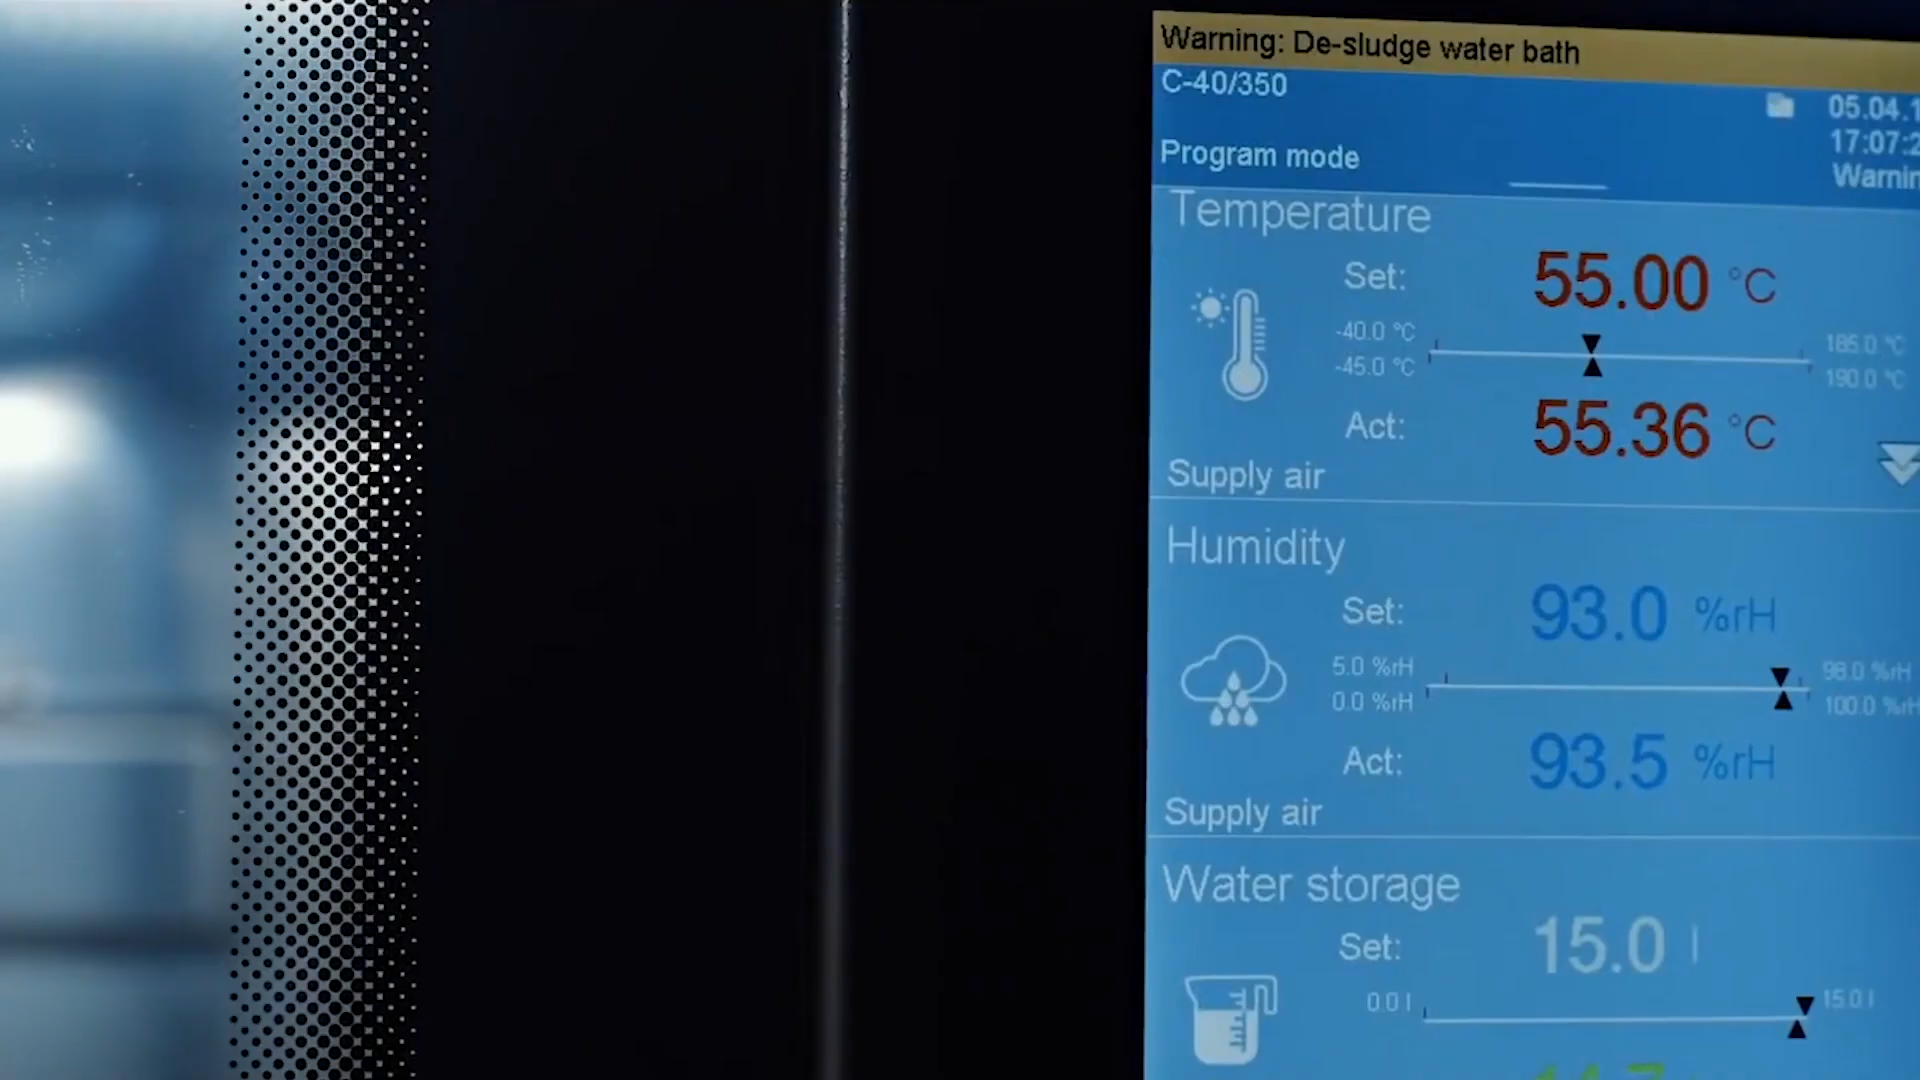 Warning: De-sludge water bath
C-40/350
05.04.1
17:07:2
Program mode
Warnin
Temperature
Set: 55.00 °C
-40.0 °C 185.0 °C
-45.0 °C 190.0 °C
Act: 55.36 °C
Supply air
Humidity
Set: 93.0 %rH
5.0 %rH 98.0 %rH
0.0 %rH 100.0 %rH
Act: 93.5 %rH
Supply air
Water storage
Set: 15.0 l
0.0 l 15.0 l